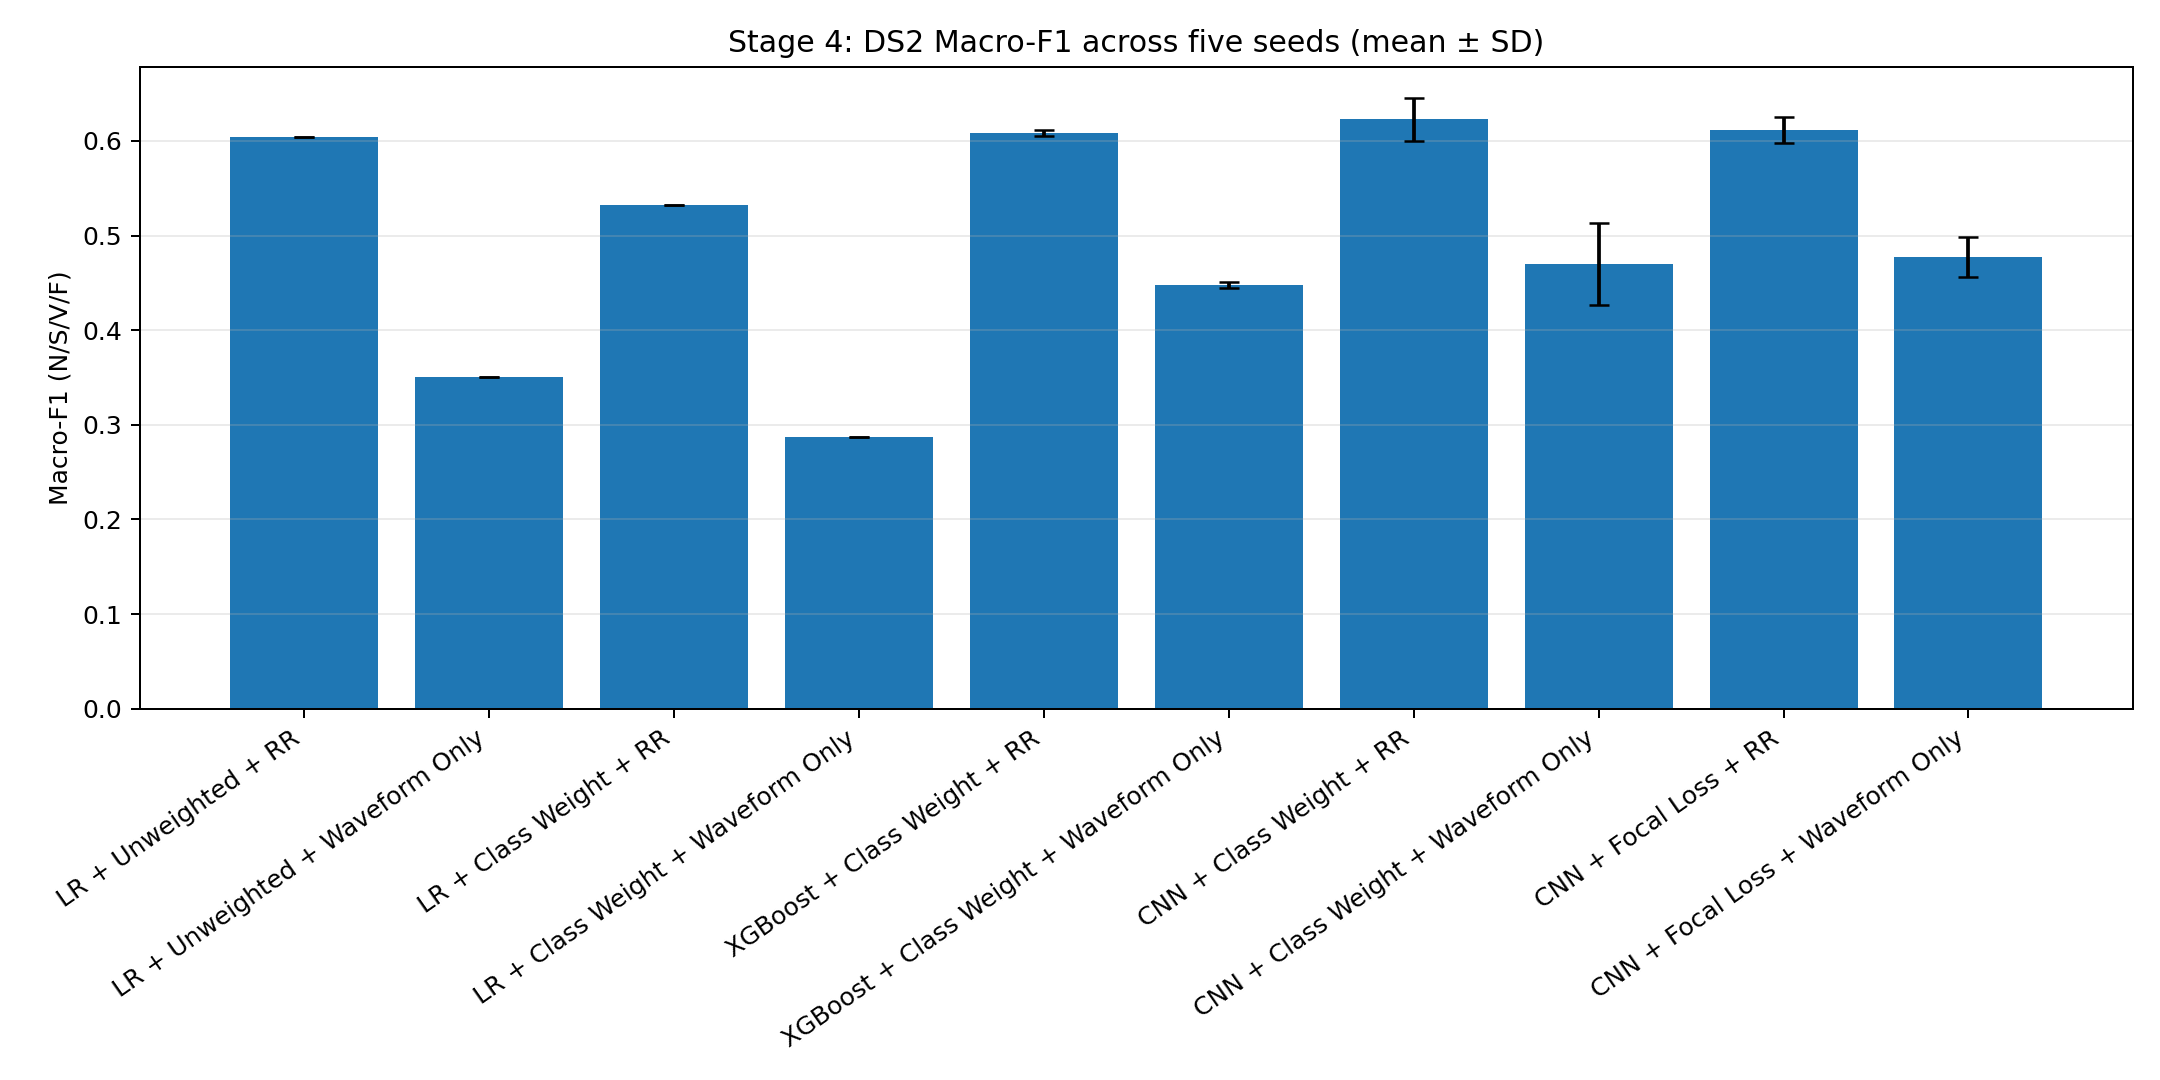 Stage 4: DS2 Macro-F1 across five seeds (mean ± SD)
Macro-F1 (N/S/V/F)
0.6
0.5
0.4
0.3
0.2
0.1
0.0
LR + Unweighted + RR
LR + Unweighted + Waveform Only
LR + Class Weight + RR
LR + Class Weight + Waveform Only
XGBoost + Class Weight + RR
XGBoost + Class Weight + Waveform Only
CNN + Class Weight + RR
CNN + Class Weight + Waveform Only
CNN + Focal Loss + RR
CNN + Focal Loss + Waveform Only